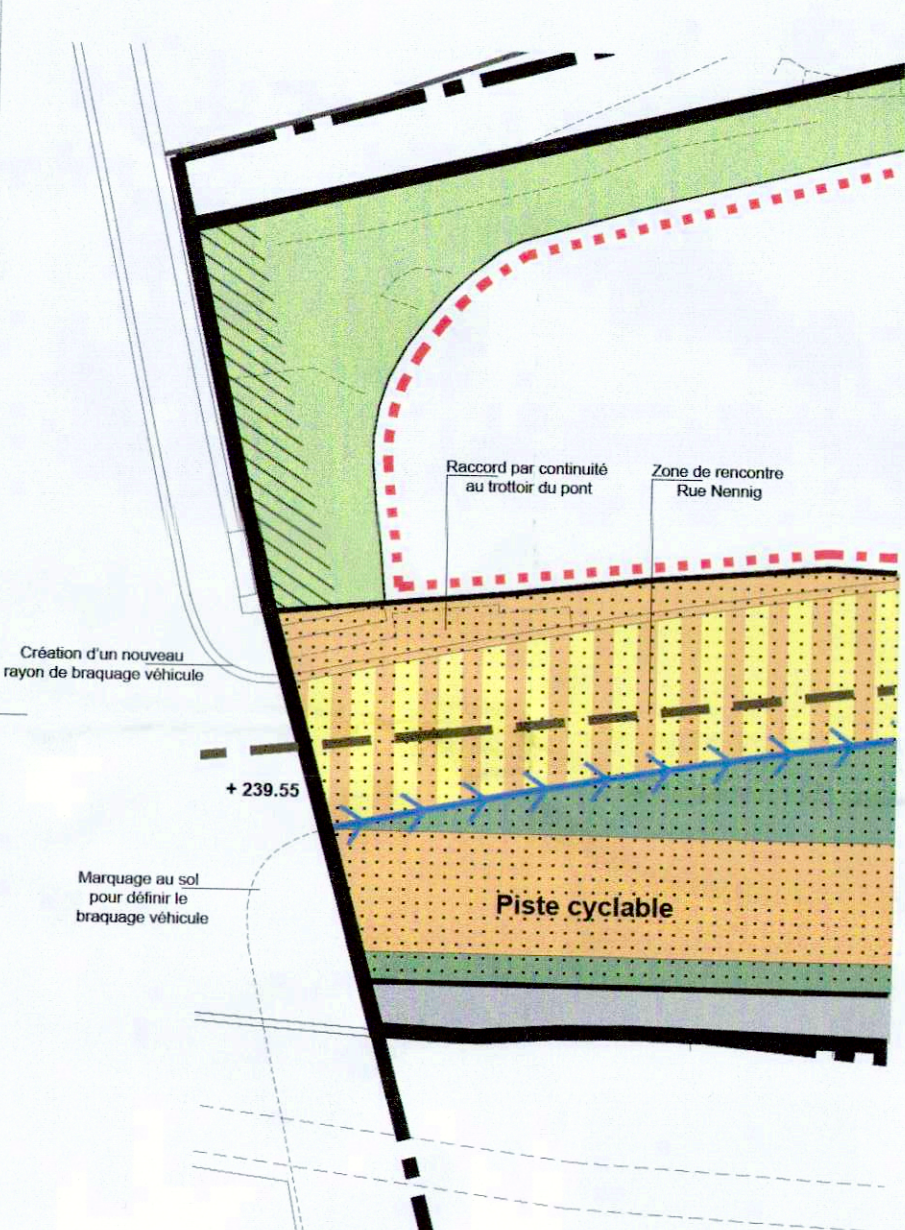 Raccord par continuité
au trottoir du pont
Zone de rencontre
Rue Nennig
Création d'un nouveau
rayon de braquage véhicule
+ 239.55
Marquage au sol
pour définir le
braquage véhicule
Piste cyclable